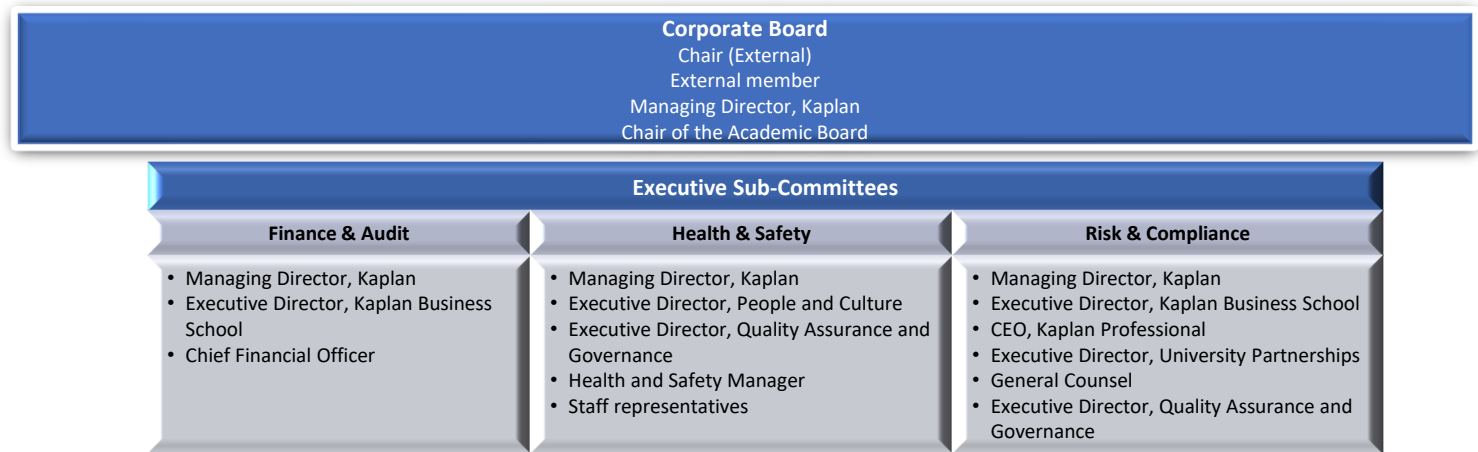 Corporate Board
Chair (External)
External member
Managing Director, Kaplan
Chair of the Academic Board
Executive Sub-Committees
Finance & Audit
• Managing Director, Kaplan
• Executive Director, Kaplan Business
School
• Chief Financial Officer
Health & Safety
• Managing Director, Kaplan
• Executive Director, People and Culture
• Executive Director, Quality Assurance and
Governance
• Health and Safety Manager
• Staff representatives
Risk & Compliance
• Managing Director, Kaplan
• Executive Director, Kaplan Business School
• CEO, Kaplan Professional
• Executive Director, University Partnerships
• General Counsel
• Executive Director, Quality Assurance and
Governance